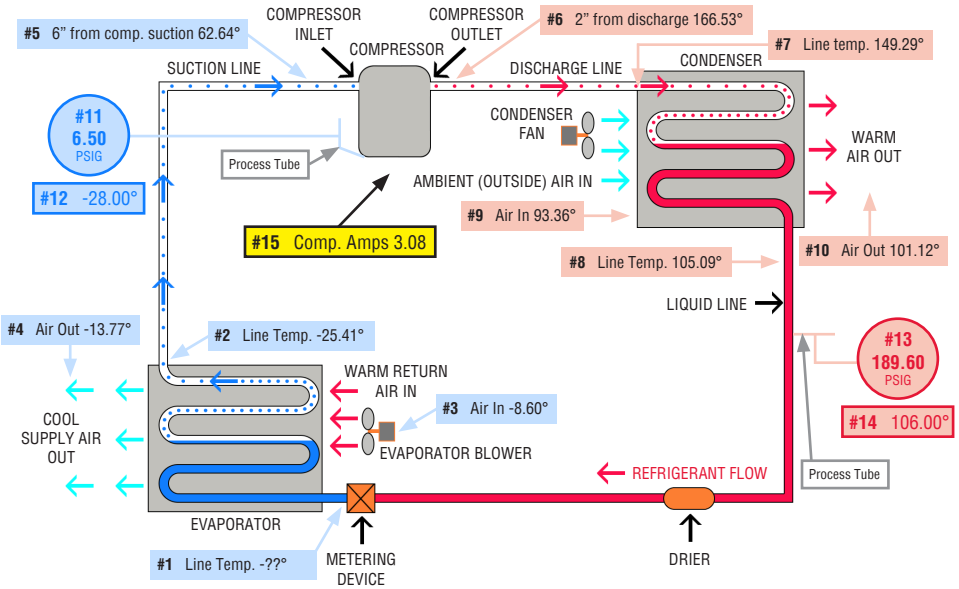 COMPRESSOR
INLET
COMPRESSOR
OUTLET
#6 2” from discharge 166.53°
#5 6” from comp. suction 62.64°
#7 Line temp. 149.29°
COMPRESSOR
SUCTION LINE
DISCHARGE LINE
CONDENSER
#11
6.50
PSIG
CONDENSER
FAN
WARM
AIR OUT
Process Tube
AMBIENT (OUTSIDE) AIR IN
#12 -28.00°
#9 Air In 93.36°
#15 Comp. Amps 3.08
#10 Air Out 101.12°
#8 Line Temp. 105.09°
LIQUID LINE
#4 Air Out -13.77°
#2 Line Temp. -25.41°
#13
189.60
PSIG
WARM RETURN
AIR IN
#3 Air In -8.60°
#14 106.00°
COOL
SUPPLY AIR
OUT
EVAPORATOR BLOWER
REFRIGERANT FLOW
Process Tube
EVAPORATOR
#1 Line Temp. -??°
METERING
DEVICE
DRIER